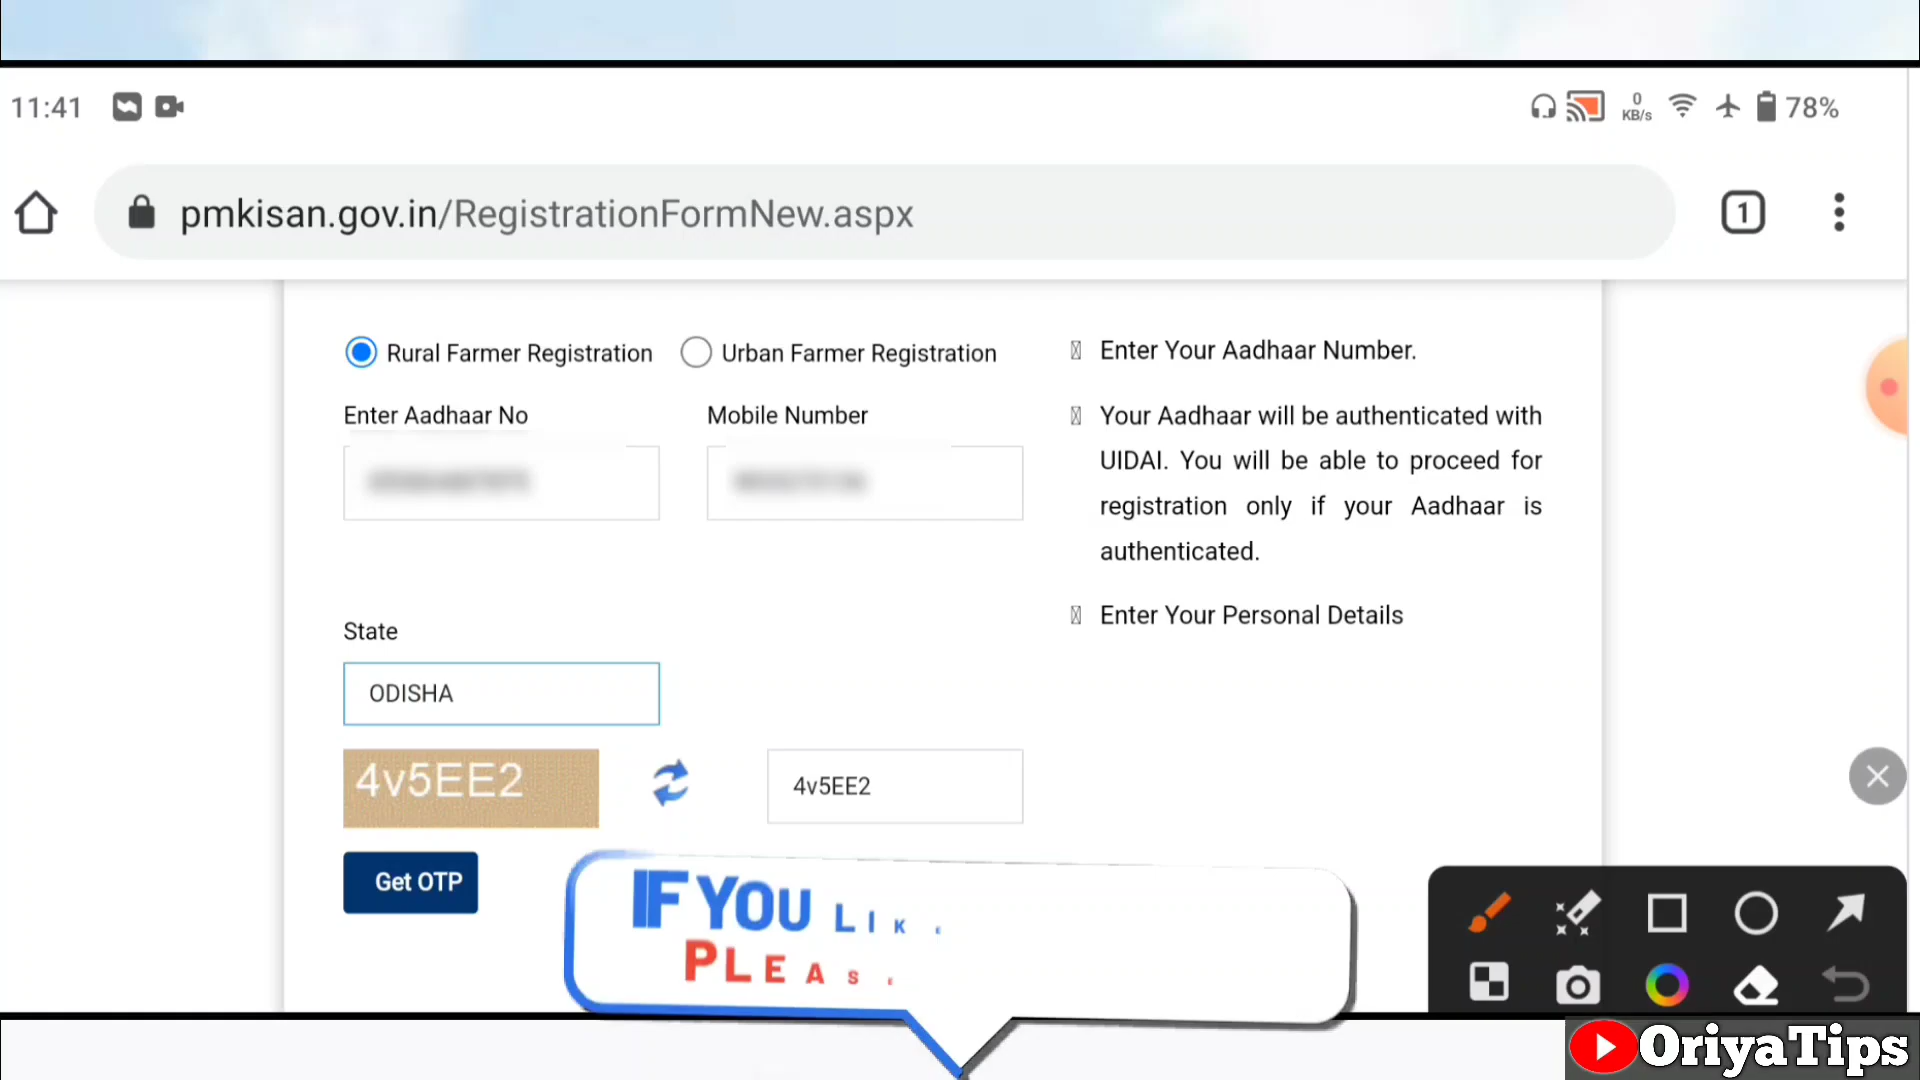 11:41
0
KB/s
78%
pmkisan.gov.in/RegistrationFormNew.aspx
1
Rural Farmer Registration
Urban Farmer Registration
Enter Aadhaar No
Mobile Number
State
ODISHA
4v5EE2
4v5EE2
Get OTP
Enter Your Aadhaar Number.
Your Aadhaar will be authenticated with
UIDAI. You will be able to proceed for
registration only if your Aadhaar is
authenticated.
Enter Your Personal Details
IF YOU LIKE
PLEAS
OriyaTips